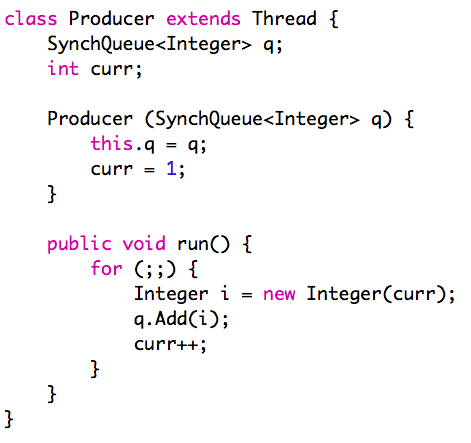 class Producer extends Thread {
    SynchQueue<Integer> q;
    int curr;

    Producer (SynchQueue<Integer> q) {
        this.q = q;
        curr = 1;
    }

    public void run() {
        for (;;) {
            Integer i = new Integer(curr);
            q.Add(i);
            curr++;
        }
    }
}